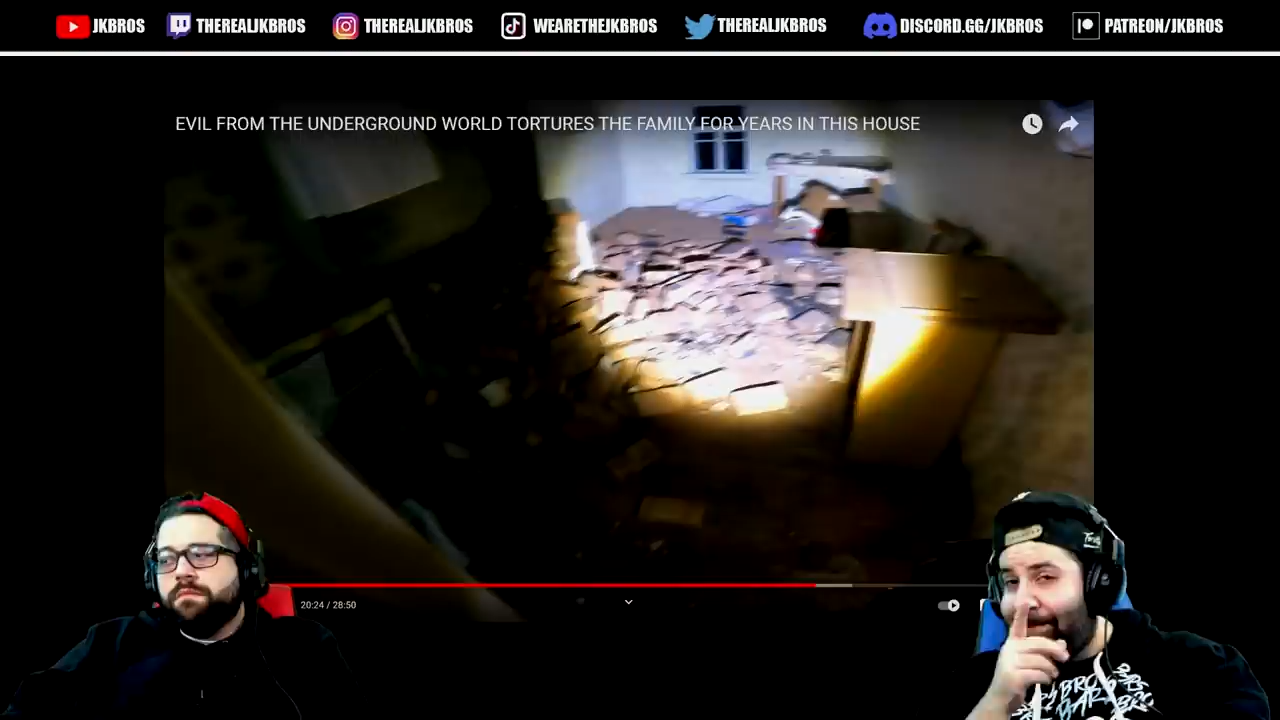 JKBROS THEREALJKBROS THEREALJKBROS WEARETHEJKBROS THEREALJKBROS DISCORD.GG/JKBROS PATREON/JKBROS
EVIL FROM THE UNDERGROUND WORLD TORTURES THE FAMILY FOR YEARS IN THIS HOUSE
20:24 / 28:50